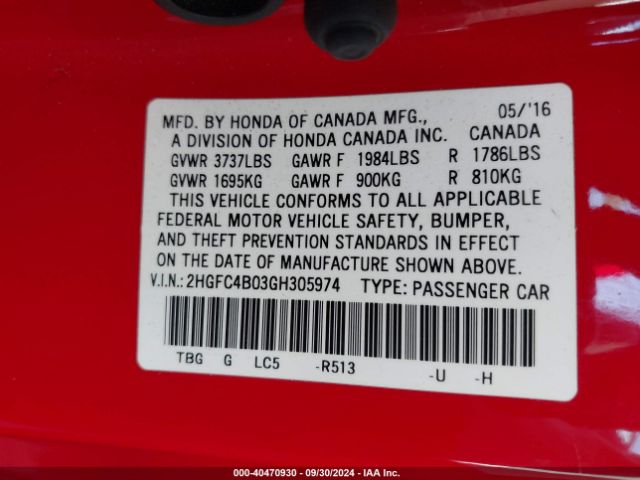 MFD. BY HONDA OF CANADA MFG., 05/'16
A DIVISION OF HONDA CANADA INC. CANADA
GVWR 3737LBS GAWR F 1984LBS R 1786LBS
GVWR 1695KG GAWR F 900KG R 810KG
THIS VEHICLE CONFORMS TO ALL APPLICABLE
FEDERAL MOTOR VEHICLE SAFETY, BUMPER,
AND THEFT PREVENTION STANDARDS IN EFFECT
ON THE DATE OF MANUFACTURE SHOWN ABOVE.
V.I.N.: 2HGFC4B03GH305974 TYPE: PASSENGER CAR
TBG G LC5 -R513 -U -H
000-40470930 - 09/30/2024 - IAAI Inc.